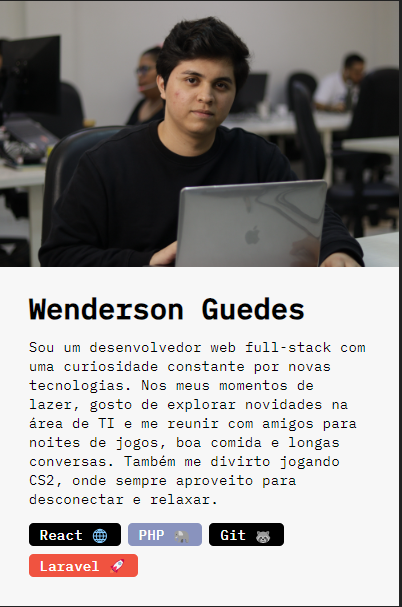 Wenderson Guedes
Sou um desenvolvedor web full-stack com
uma curiosidade constante por novas
tecnologias. Nos meus momentos de
lazer, gosto de explorar novidades na
área de TI e me reunir com amigos para
noites de jogos, boa comida e longas
conversas. Também me divirto jogando
CS2, onde sempre aproveito para
desconectar e relaxar.
React 🌐 PHP 🐘 Git 🦝
Laravel 🚀